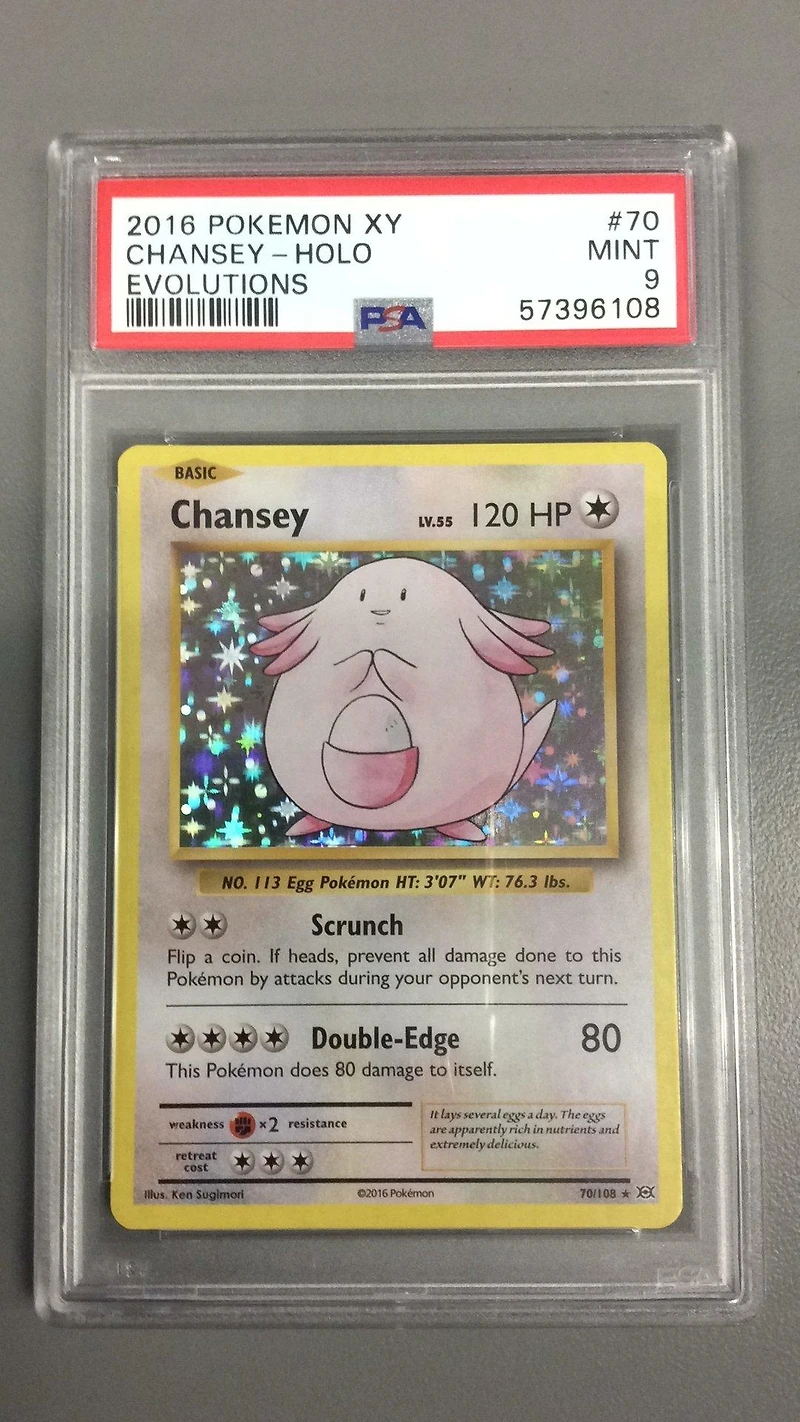 2016 POKEMON XY #70
CHANSEY - HOLO MINT
EVOLUTIONS 9
PSA 57396108
BASIC
Chansey LV.55 120 HP
NO. 113 Egg Pokémon HT: 3'07" WT: 76.3 lbs.
Scrunch
Flip a coin. If heads, prevent all damage done to this
Pokémon by attacks during your opponent's next turn.
Double-Edge 80
This Pokémon does 80 damage to itself.
weakness ×2 resistance
retreat
cost
It lays several eggs a day. The eggs
are apparently rich in nutrients and
extremely delicious.
Illus. Ken Sugimori ©2016 Pokémon 70/108
PSA